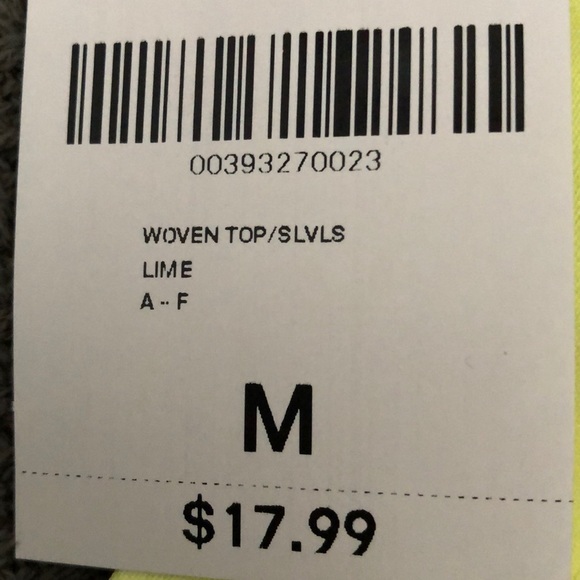 00393270023
WOVEN TOP/SLVLS
LIME
A -- F
M
$17.99